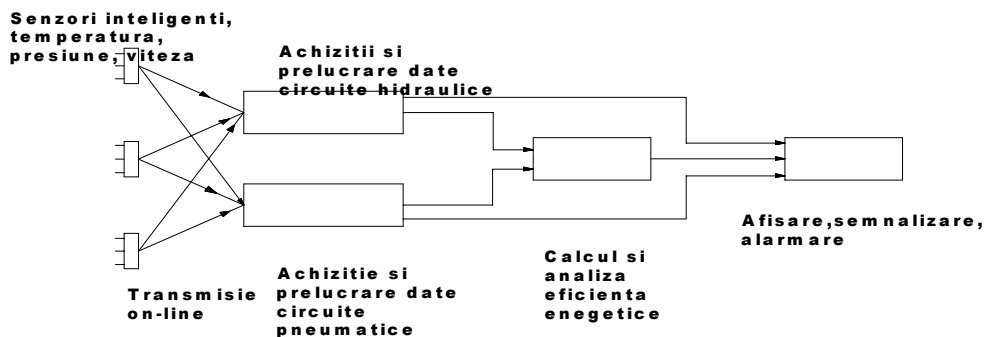 Senzori inteligenti,
temperatura,
presiune, viteza
Achizitii si
prelucrare date
circuite hidraulice
Afisare,semnalizare,
alarmare
Calcul si
analiza
eficienta
enegetice
Achizitie si
prelucrare date
circuite
pneumatice
Transmisie
on-line